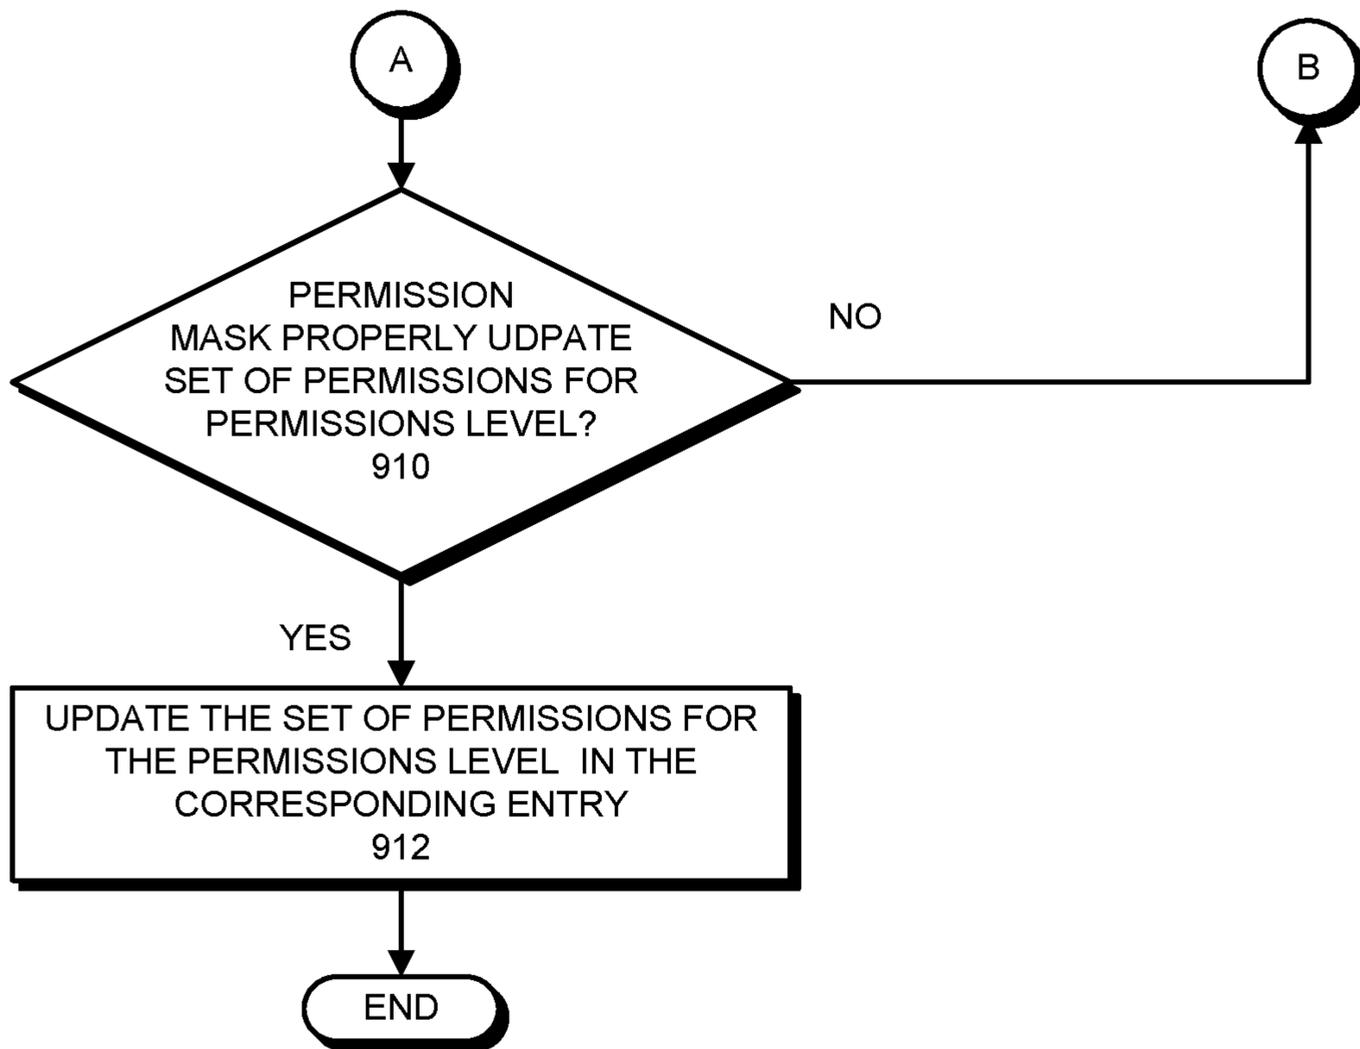 A
B
PERMISSION
MASK PROPERLY UDPATE
SET OF PERMISSIONS FOR
PERMISSIONS LEVEL?
910
NO
YES
UPDATE THE SET OF PERMISSIONS FOR
THE PERMISSIONS LEVEL IN THE
CORRESPONDING ENTRY
912
END